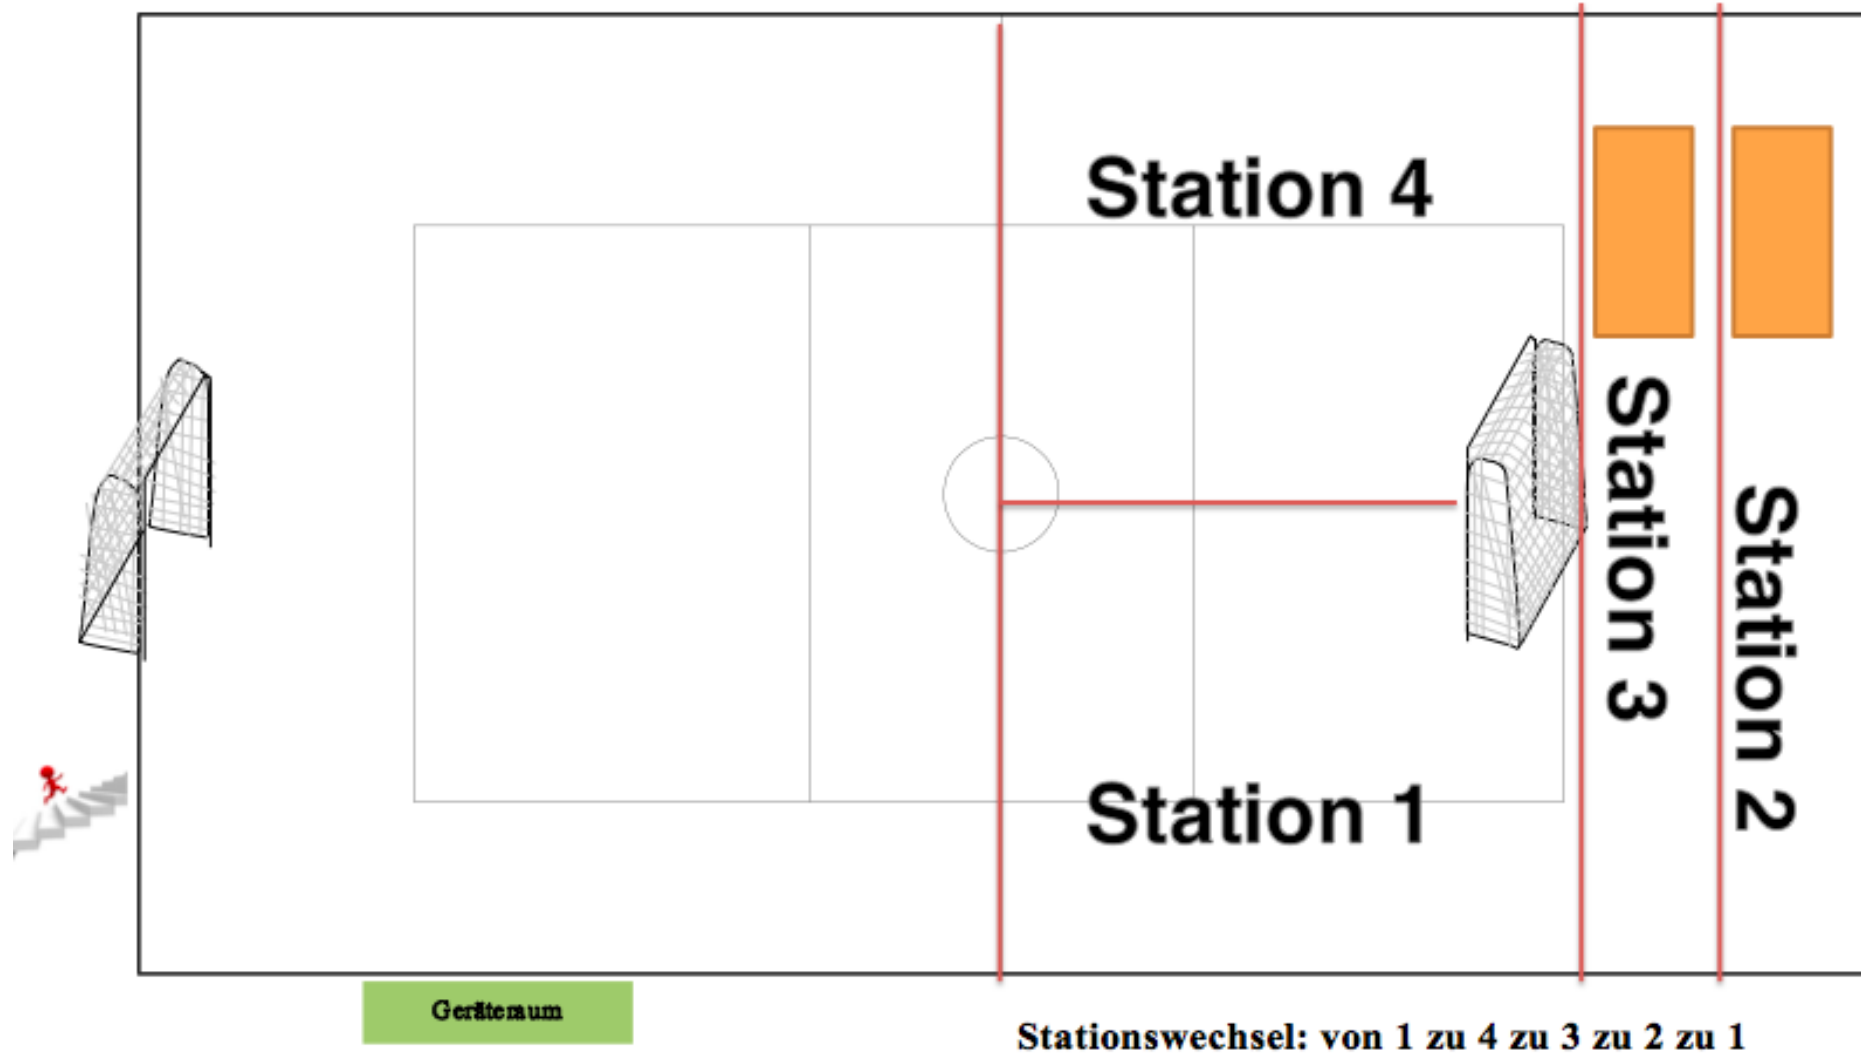 Station 4
Station 3
Station 2
Station 1
Geräteraum
Stationswechsel: von 1 zu 4 zu 3 zu 2 zu 1